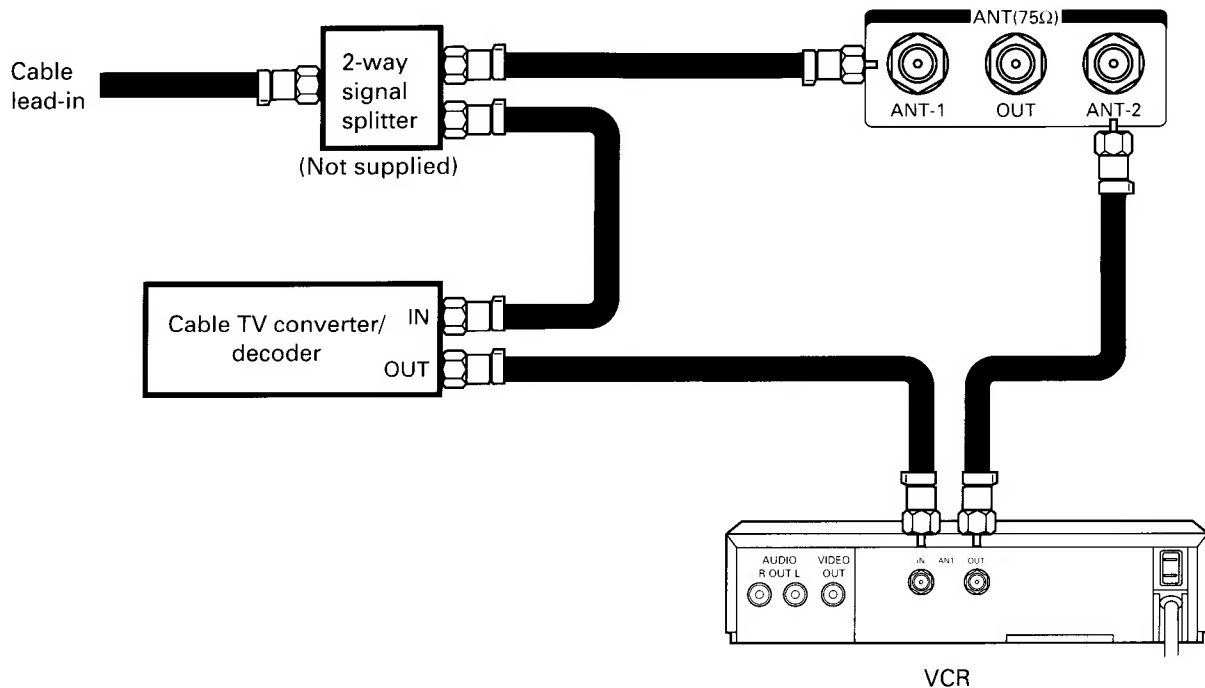 Cable
lead-in
2-way
signal
splitter
(Not supplied)
ANT(75Ω)
ANT-1
OUT
ANT-2
Cable TV converter/
decoder
IN
OUT
AUDIO
R OUT L
VIDEO
OUT
IN
ANT
OUT
VCR